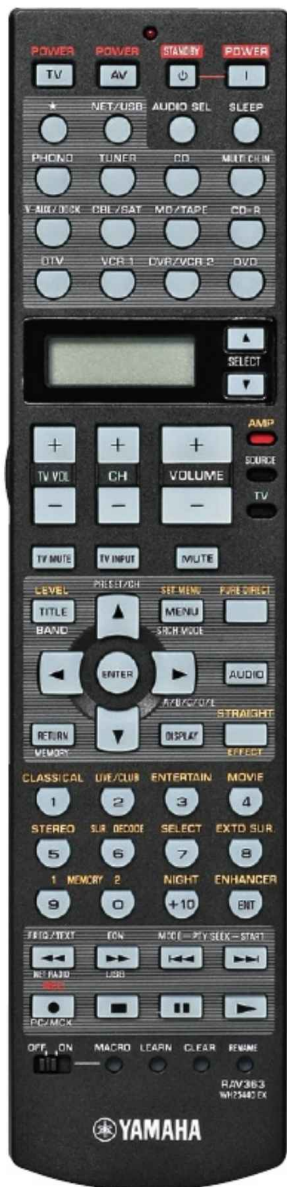 POWER POWER STANDBY POWER
TV AV I
★ NET/USB AUDIO SEL SLEEP
PHONO TUNER CD MULTI CH IN
V-AUX/DOCK CBL/SAT MD/TAPE CD-R
DTV VCR 1 DVR/VCR 2 DVD
SELECT
AMP
+ + +
SOURCE
TV VOL CH VOLUME
TV
– – –
TV MUTE TV INPUT MUTE
LEVEL PRESET/CH SET MENU PURE DIRECT
TITLE MENU
BAND SRCH MODE
ENTER AUDIO
A/B/C/D/E
STRAIGHT
RETURN DISPLAY
MEMORY EFFECT
CLASSICAL LIVE/CLUB ENTERTAIN MOVIE
1 2 3 4
STEREO SUR. DECODE SELECT EXTD SUR.
5 6 7 8
1 MEMORY 2 NIGHT ENHANCER
9 0 +10 ENT
FREQ/TEXT EON MODE–PTY SEEK–START
NET RADIO USB
PC/MCX
OFF ON MACRO LEARN CLEAR RENAME
RAV363
YAMAHA